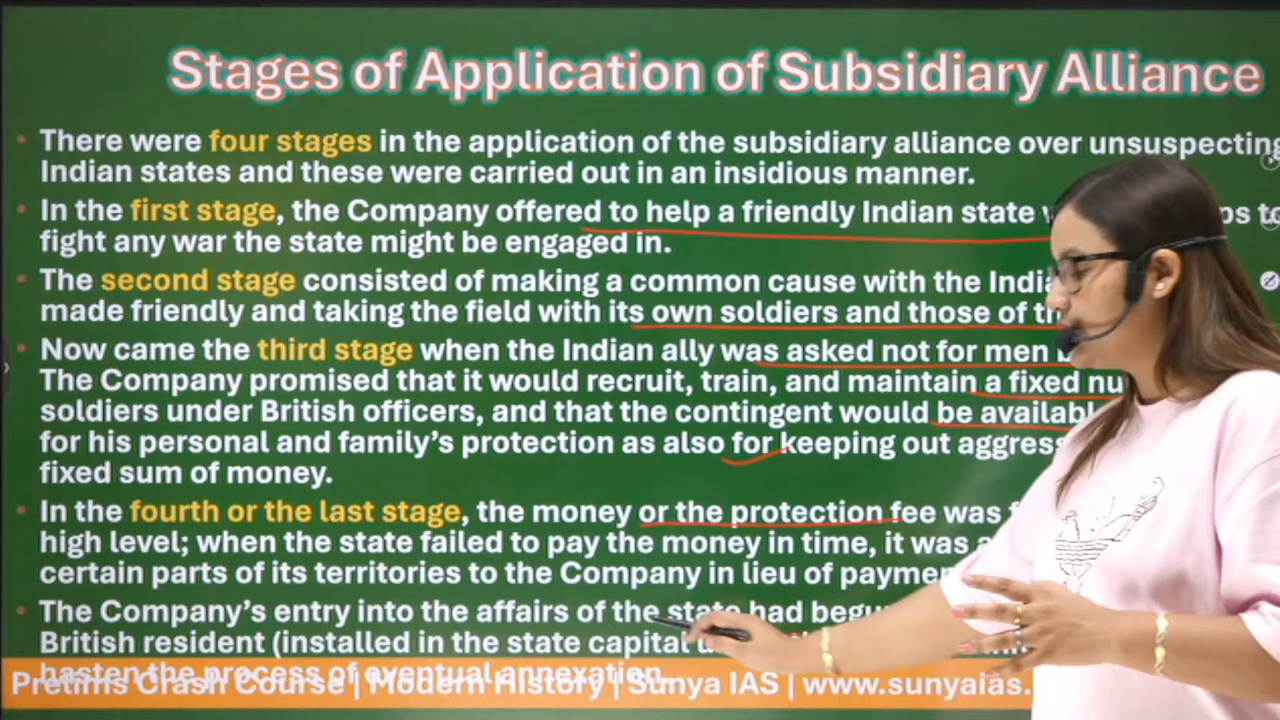 Stages of Application of Subsidiary Alliance
• There were four stages in the application of the subsidiary alliance over unsuspecting
Indian states and these were carried out in an insidious manner.
• In the first stage, the Company offered to help a friendly Indian state
fight any war the state might be engaged in.
• The second stage consisted of making a common cause with the
made friendly and taking the field with its own soldiers and those of
• Now came the third stage when the Indian ally was asked not for men
The Company promised that it would recruit, train, and maintain a fixed
soldiers under British officers, and that the contingent would be
for his personal and family's protection as also for keeping out
fixed sum of money.
• In the fourth or the last stage, the money or the protection fee was
high level; when the state failed to pay the money in time, it was
certain parts of its territories to the Company in lieu of
• The Company's entry into the affairs of the state had
British resident (installed in the state capital
hasten the process of eventual annexation.
Prelims Crash Course | Modern History | Sunya IAS | www.sunyaias.